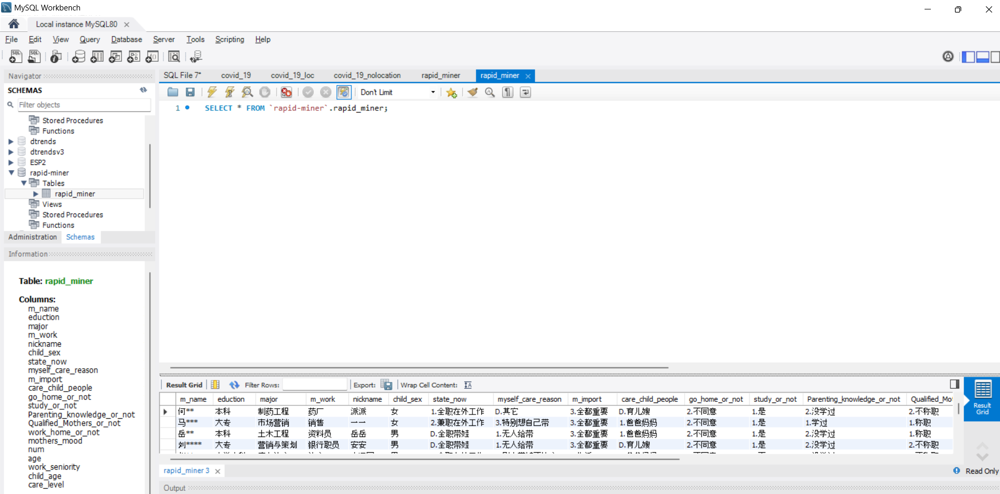 MySQL Workbench
Local instance MySQL80
File Edit View Query Database Server Tools Scripting Help
Navigator
SCHEMAS
Filter objects
Stored Procedures
Functions
dtrends
dtrendsv3
ESP2
rapid-miner
Tables
rapid_miner
Views
Stored Procedures
Functions
Administration Schemas
Information
Table: rapid_miner
Columns:
m_name
eduction
major
m_work
nickname
child_sex
state_now
myself_care_reason
m_import
care_child_people
go_home_or_not
study_or_not
Parenting_knowledge_or_not
Qualified_Mothers_or_not
work_home_or_not
mothers_mood
num
age
work_seniority
child_age
care_level
SQL File 7* covid_19 covid_19_loc covid_19_nolocation rapid_miner rapid_miner
Don't Limit
1 SELECT * FROM `rapid-miner`.rapid_miner;
Result Grid Filter Rows: Export: Wrap Cell Content:
m_name eduction major m_work nickname child_sex state_now myself_care_reason m_import care_child_people go_home_or_not study_or_not Parenting_knowledge_or_not Qualified_Mo
何** 本科 制药工程 药厂 派派 女 1.全职在外工作 D.其它 3.全都重要 D.育儿嫂 2.不同意 1.是 2.没学过 2.不称职
马*** 大专 市场营销 销售 一一 女 2.兼职在外工作 3.特别想自己带 3.全都重要 1.爸爸妈妈 2.不同意 1.是 1.学过 1.称职
岳** 本科 土木工程 资料员 岳岳 男 D.全职带娃 1.无人给带 3.全都重要 1.爸爸妈妈 2.不同意 1.是 2.没学过 1.称职
刘**** 大专 营销与策划 银行职员 安安 男 D.全职带娃 1.无人给带 3.全都重要 D.育儿嫂 2.不同意 1.是 2.没学过 2.不称职
Result
Grid
rapid_miner 3
Read Only
Output